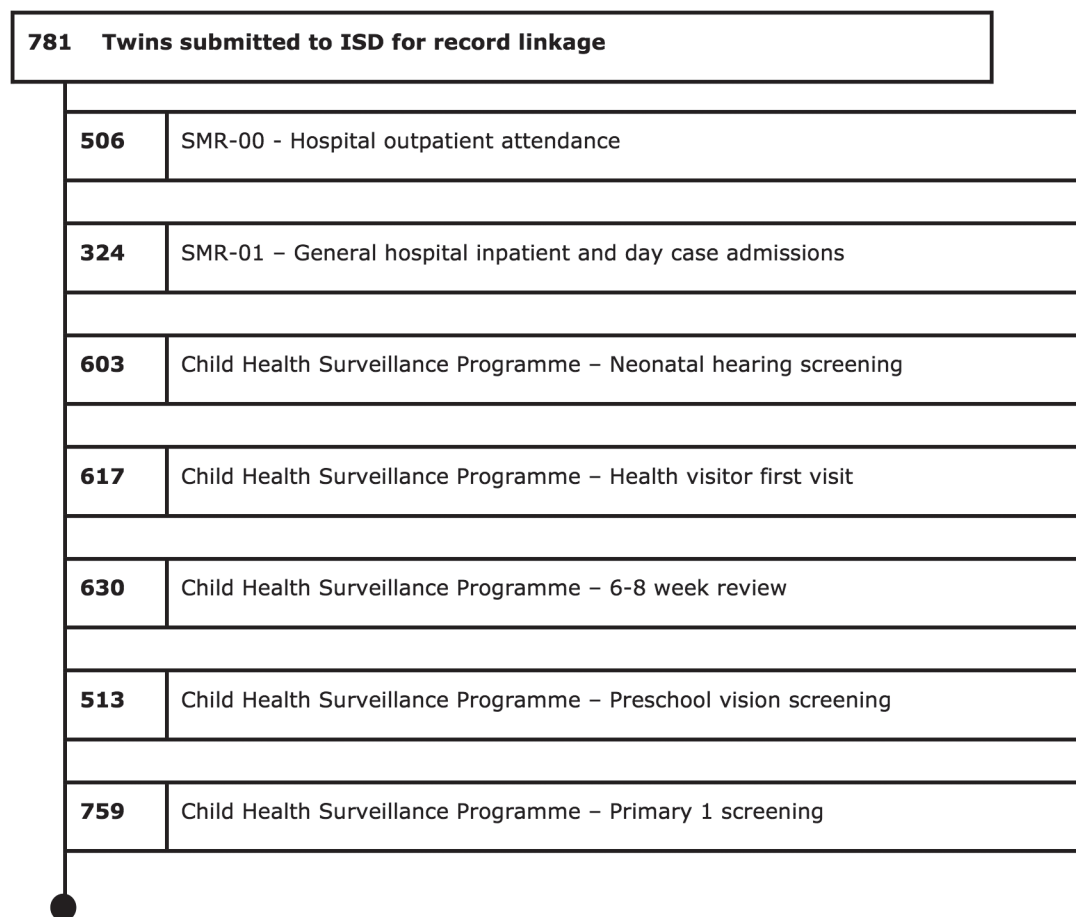 781 Twins submitted to ISD for record linkage
506 SMR-00 - Hospital outpatient attendance
324 SMR-01 – General hospital inpatient and day case admissions
603 Child Health Surveillance Programme – Neonatal hearing screening
617 Child Health Surveillance Programme – Health visitor first visit
630 Child Health Surveillance Programme – 6-8 week review
513 Child Health Surveillance Programme – Preschool vision screening
759 Child Health Surveillance Programme – Primary 1 screening